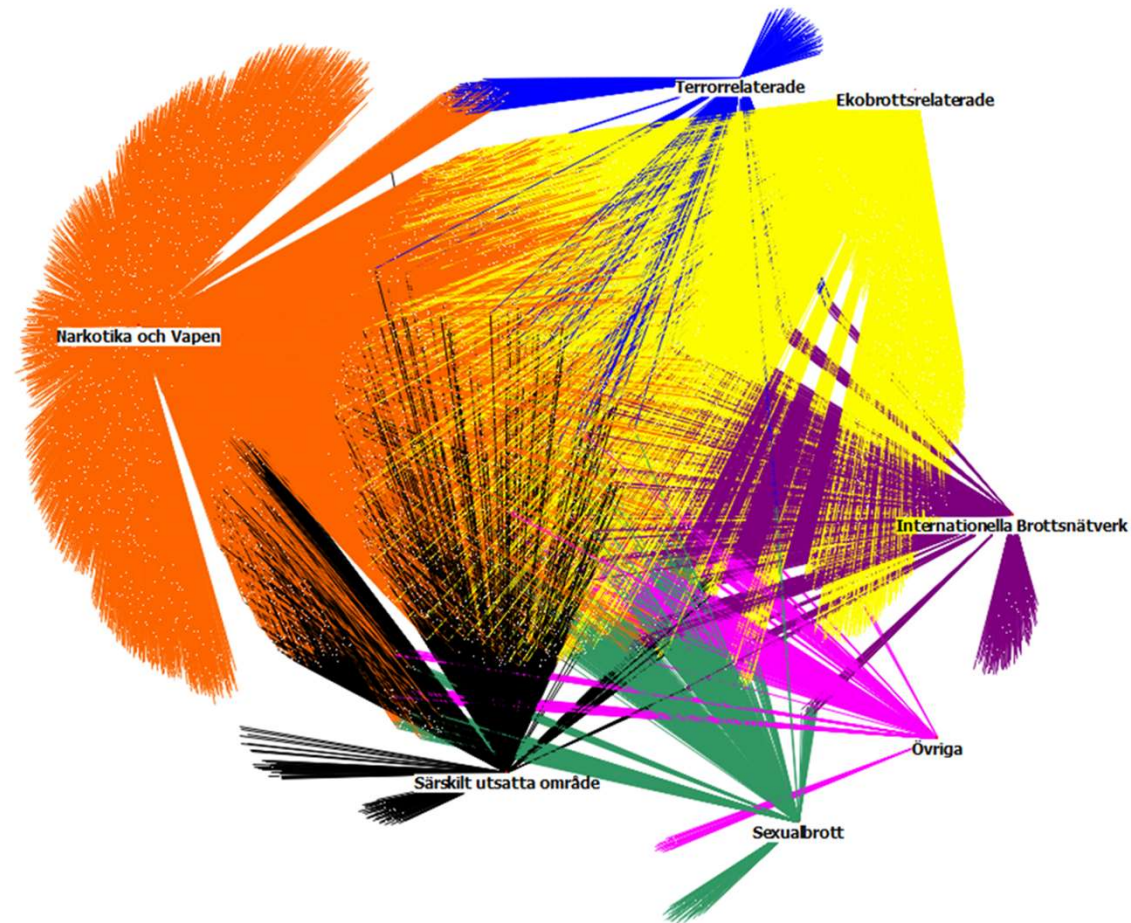 Terrorrelaterade
Ekobrottsrelaterade
Narkotika och Vapen
Internationella Brottsnätverk
Övriga
Särskilt utsatta område
Sexualbrott